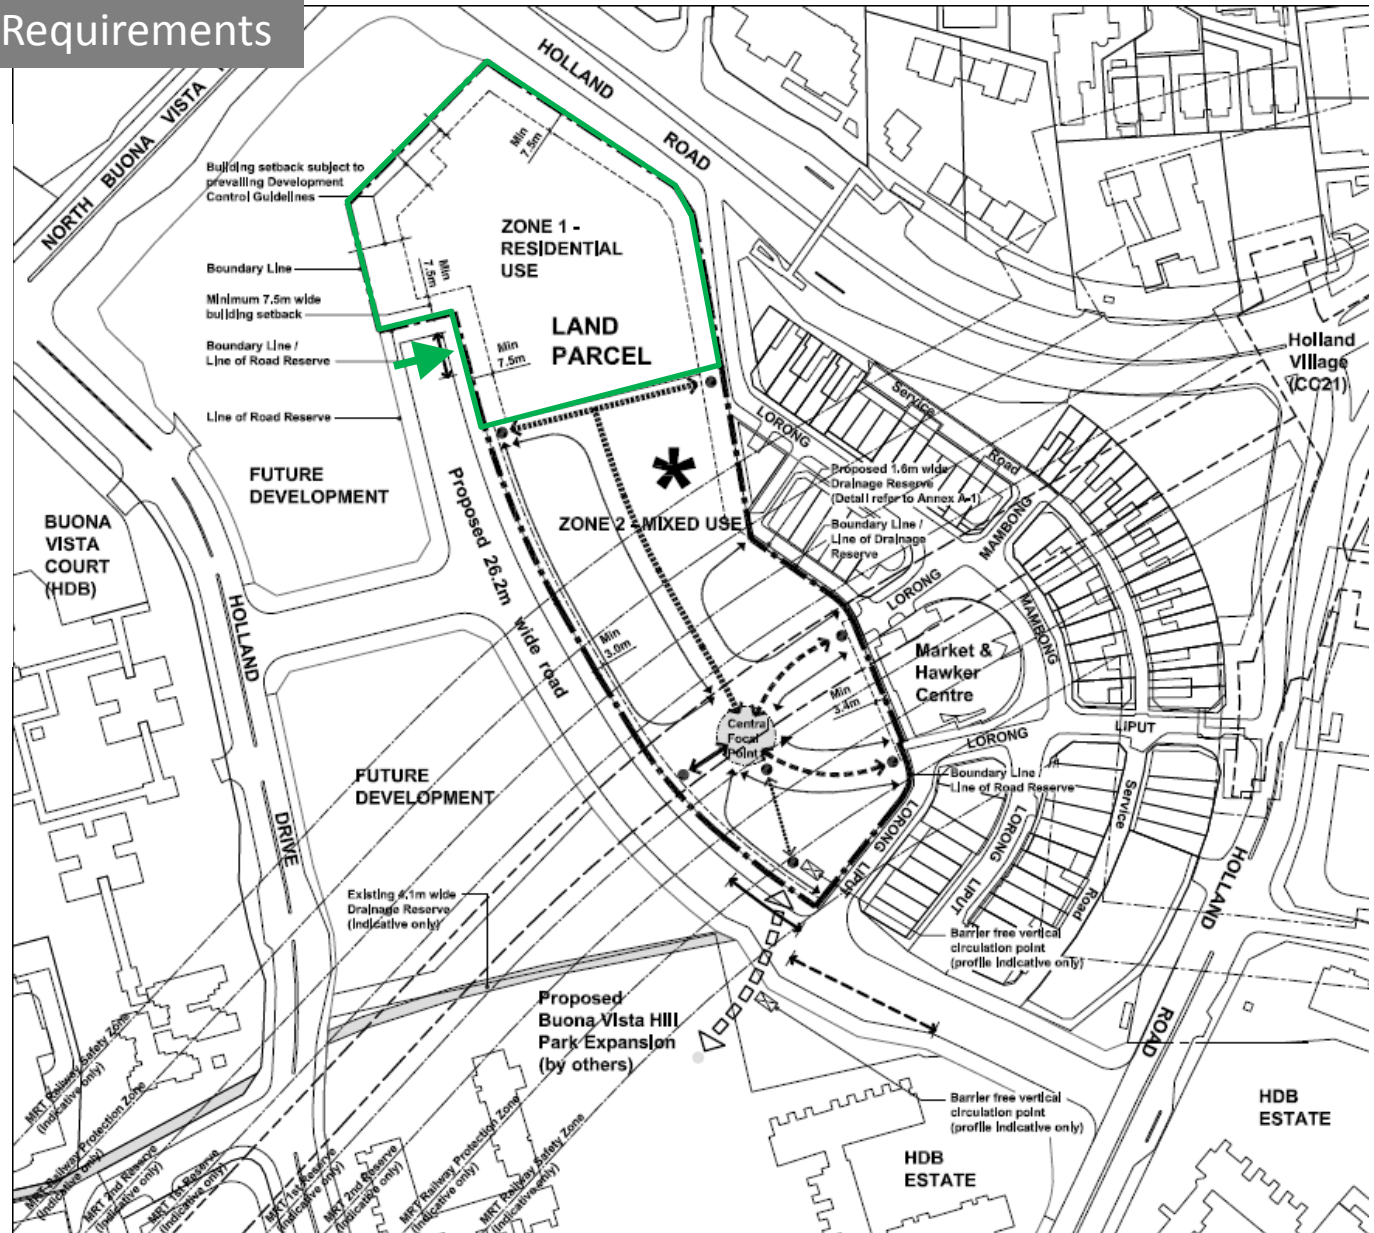 Requirements
HOLLAND
ROAD
NORTH BUONA VISTA
Building setback subject to
prevailing Development
Control Guidelines
Min
7.5m
ZONE 1 -
RESIDENTIAL
USE
Boundary Line
Min
7.5m
Minimum 7.5m wide
building setback
LAND
PARCEL
Boundary Line /
Line of Road Reserve
Min
7.5m
Holland
Village
(CC21)
Service
Road
Line of Road Reserve
LORONG
MAMBONG
FUTURE
DEVELOPMENT
Proposed 26.2m wide road
*
Proposed 1.6m wide
Drainage Reserve
(Detail refer to Annex A-1)
ZONE 2 - MIXED USE
Boundary Line /
Line of Drainage
Reserve
BUONA
VISTA
COURT
(HDB)
LORONG
MAMBONG
HOLLAND
DRIVE
Min
3.0m
Market &
Hawker
Centre
Min
3.4m
Central
Focal
Point
LORONG
LIPUT
FUTURE
DEVELOPMENT
Boundary Line /
Line of Road Reserve
Service
Road
LORONG
LIPUT
LORONG
LIPUT
HOLLAND
ROAD
Existing 4.1m wide
Drainage Reserve
(Indicative only)
Barrier free vertical
circulation point
(profile indicative only)
Proposed
Buona Vista Hill
Park Expansion
(by others)
Barrier free vertical
circulation point
(profile indicative only)
HDB
ESTATE
HDB
ESTATE
MRT Railway Safety Zone
(Indicative only)
MRT Railway Protection Zone
(Indicative only)
MRT 2nd Reserve
(Indicative only)
MRT 1st Reserve
(Indicative only)
MRT 1st Reserve
(Indicative only)
MRT 2nd Reserve
(Indicative only)
MRT Railway Protection Zone
(Indicative only)
MRT Railway Safety Zone
(Indicative only)